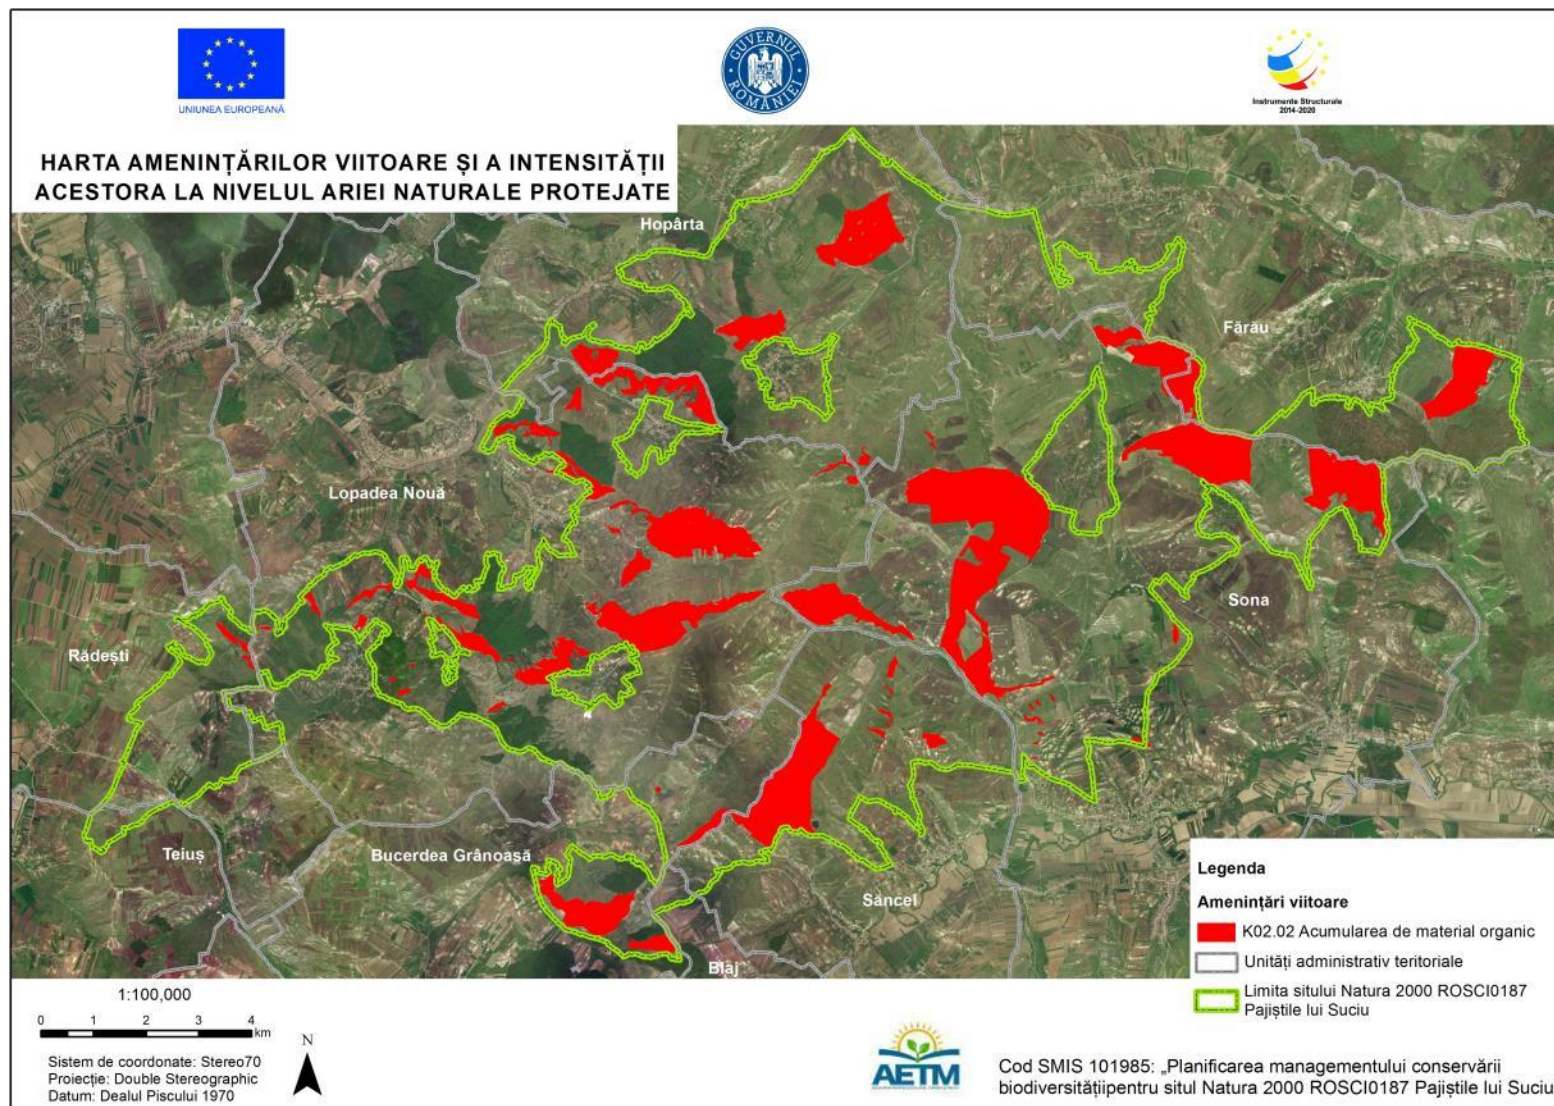 UNIUNEA EUROPEANĂ
GUVERNUL ROMÂNIEI
Instrumente Structurale
2014-2020
HARTA AMENINȚĂRILOR VIITOARE ȘI A INTENSITĂȚII
ACESTORA LA NIVELUL ARIEI NATURALE PROTEJATE
Hopârta
Fărău
Lopadea Nouă
Sona
Rădești
Teiuș
Bucerdea Grânoașă
Sâncel
Blaj
Legenda
Amenințări viitoare
K02.02 Acumularea de material organic
Unități administrativ teritoriale
Limita sitului Natura 2000 ROSCI0187
Pajiștile lui Suciu
1:100,000
0 1 2 3 4
km
N
Sistem de coordonate: Stereo70
Proiecție: Double Stereographic
Datum: Dealul Piscului 1970
AETM
Cod SMIS 101985: „Planificarea managementului conservării
biodiversitățiipentru situl Natura 2000 ROSCI0187 Pajiștile lui Suciu